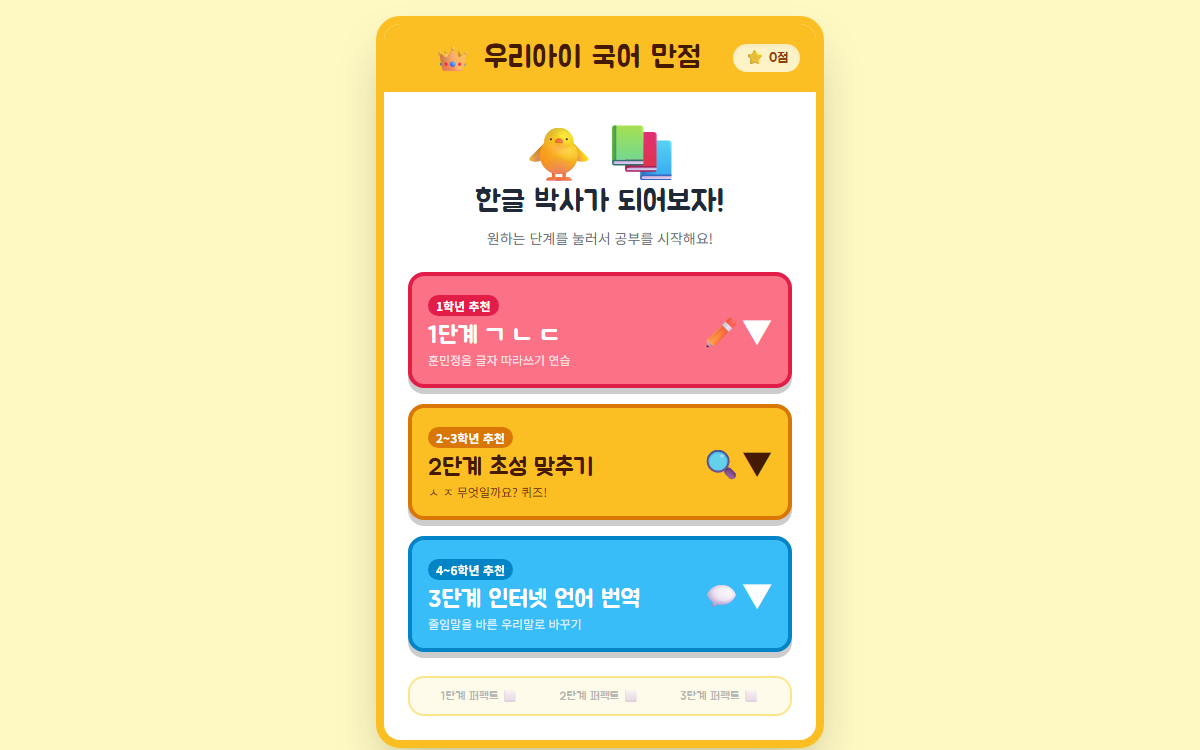 우리아이 국어 만점
0점
한글 박사가 되어보자!
원하는 단계를 눌러서 공부를 시작해요!
1학년 추천
1단계 ㄱ ㄴ ㄷ
훈민정음 글자 따라쓰기 연습
2~3학년 추천
2단계 초성 맞추기
ㅅ ㅈ 무엇일까요? 퀴즈!
4~6학년 추천
3단계 인터넷 언어 번역
줄임말을 바른 우리말로 바꾸기
1단계 퍼펙트 2단계 퍼펙트 3단계 퍼펙트